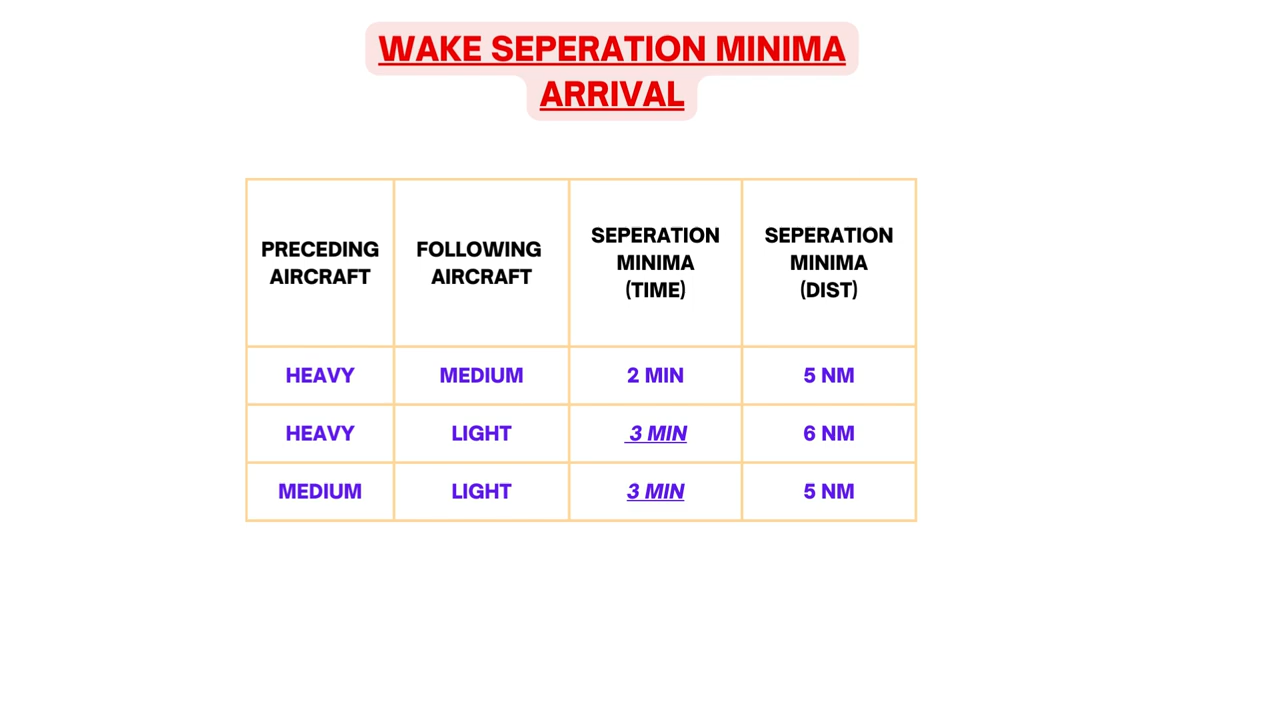 WAKE SEPERATION MINIMA
ARRIVAL
PRECEDING
AIRCRAFT
FOLLOWING
AIRCRAFT
SEPERATION
MINIMA
(TIME)
SEPERATION
MINIMA
(DIST)
HEAVY MEDIUM 2 MIN 5 NM
HEAVY LIGHT 3 MIN 6 NM
MEDIUM LIGHT 3 MIN 5 NM